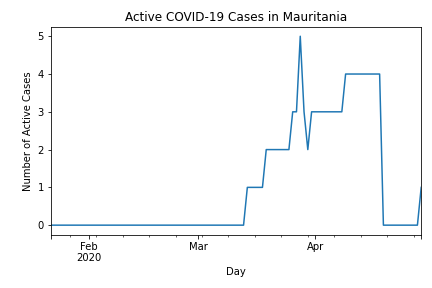 Active COVID-19 Cases in Mauritania
Number of Active Cases
5
4
3
2
1
0
Feb
2020
Mar
Apr
Day